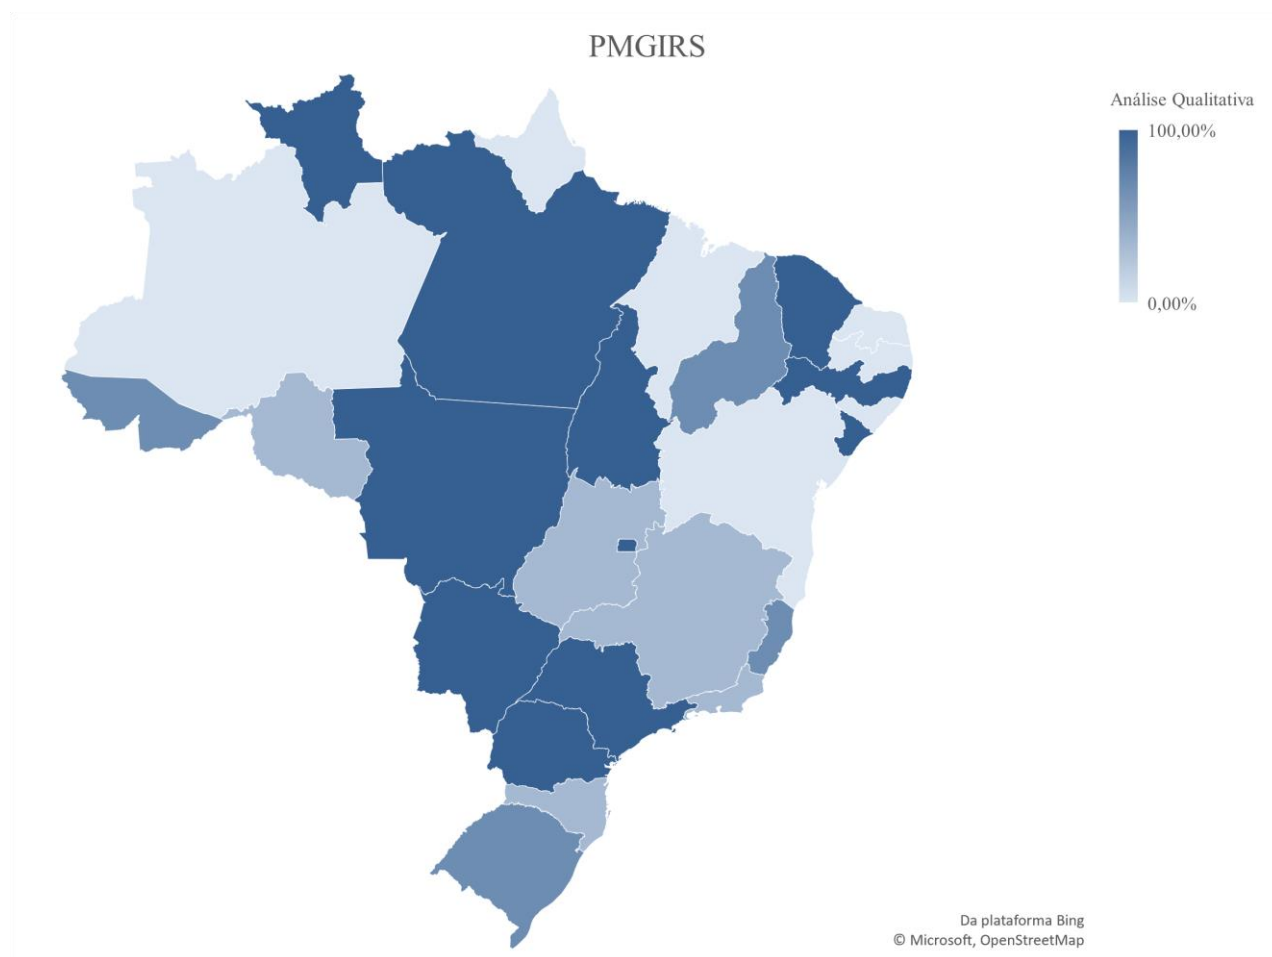 PMGIRS
Análise Qualitativa
100,00%
0,00%
Da plataforma Bing
© Microsoft, OpenStreetMap